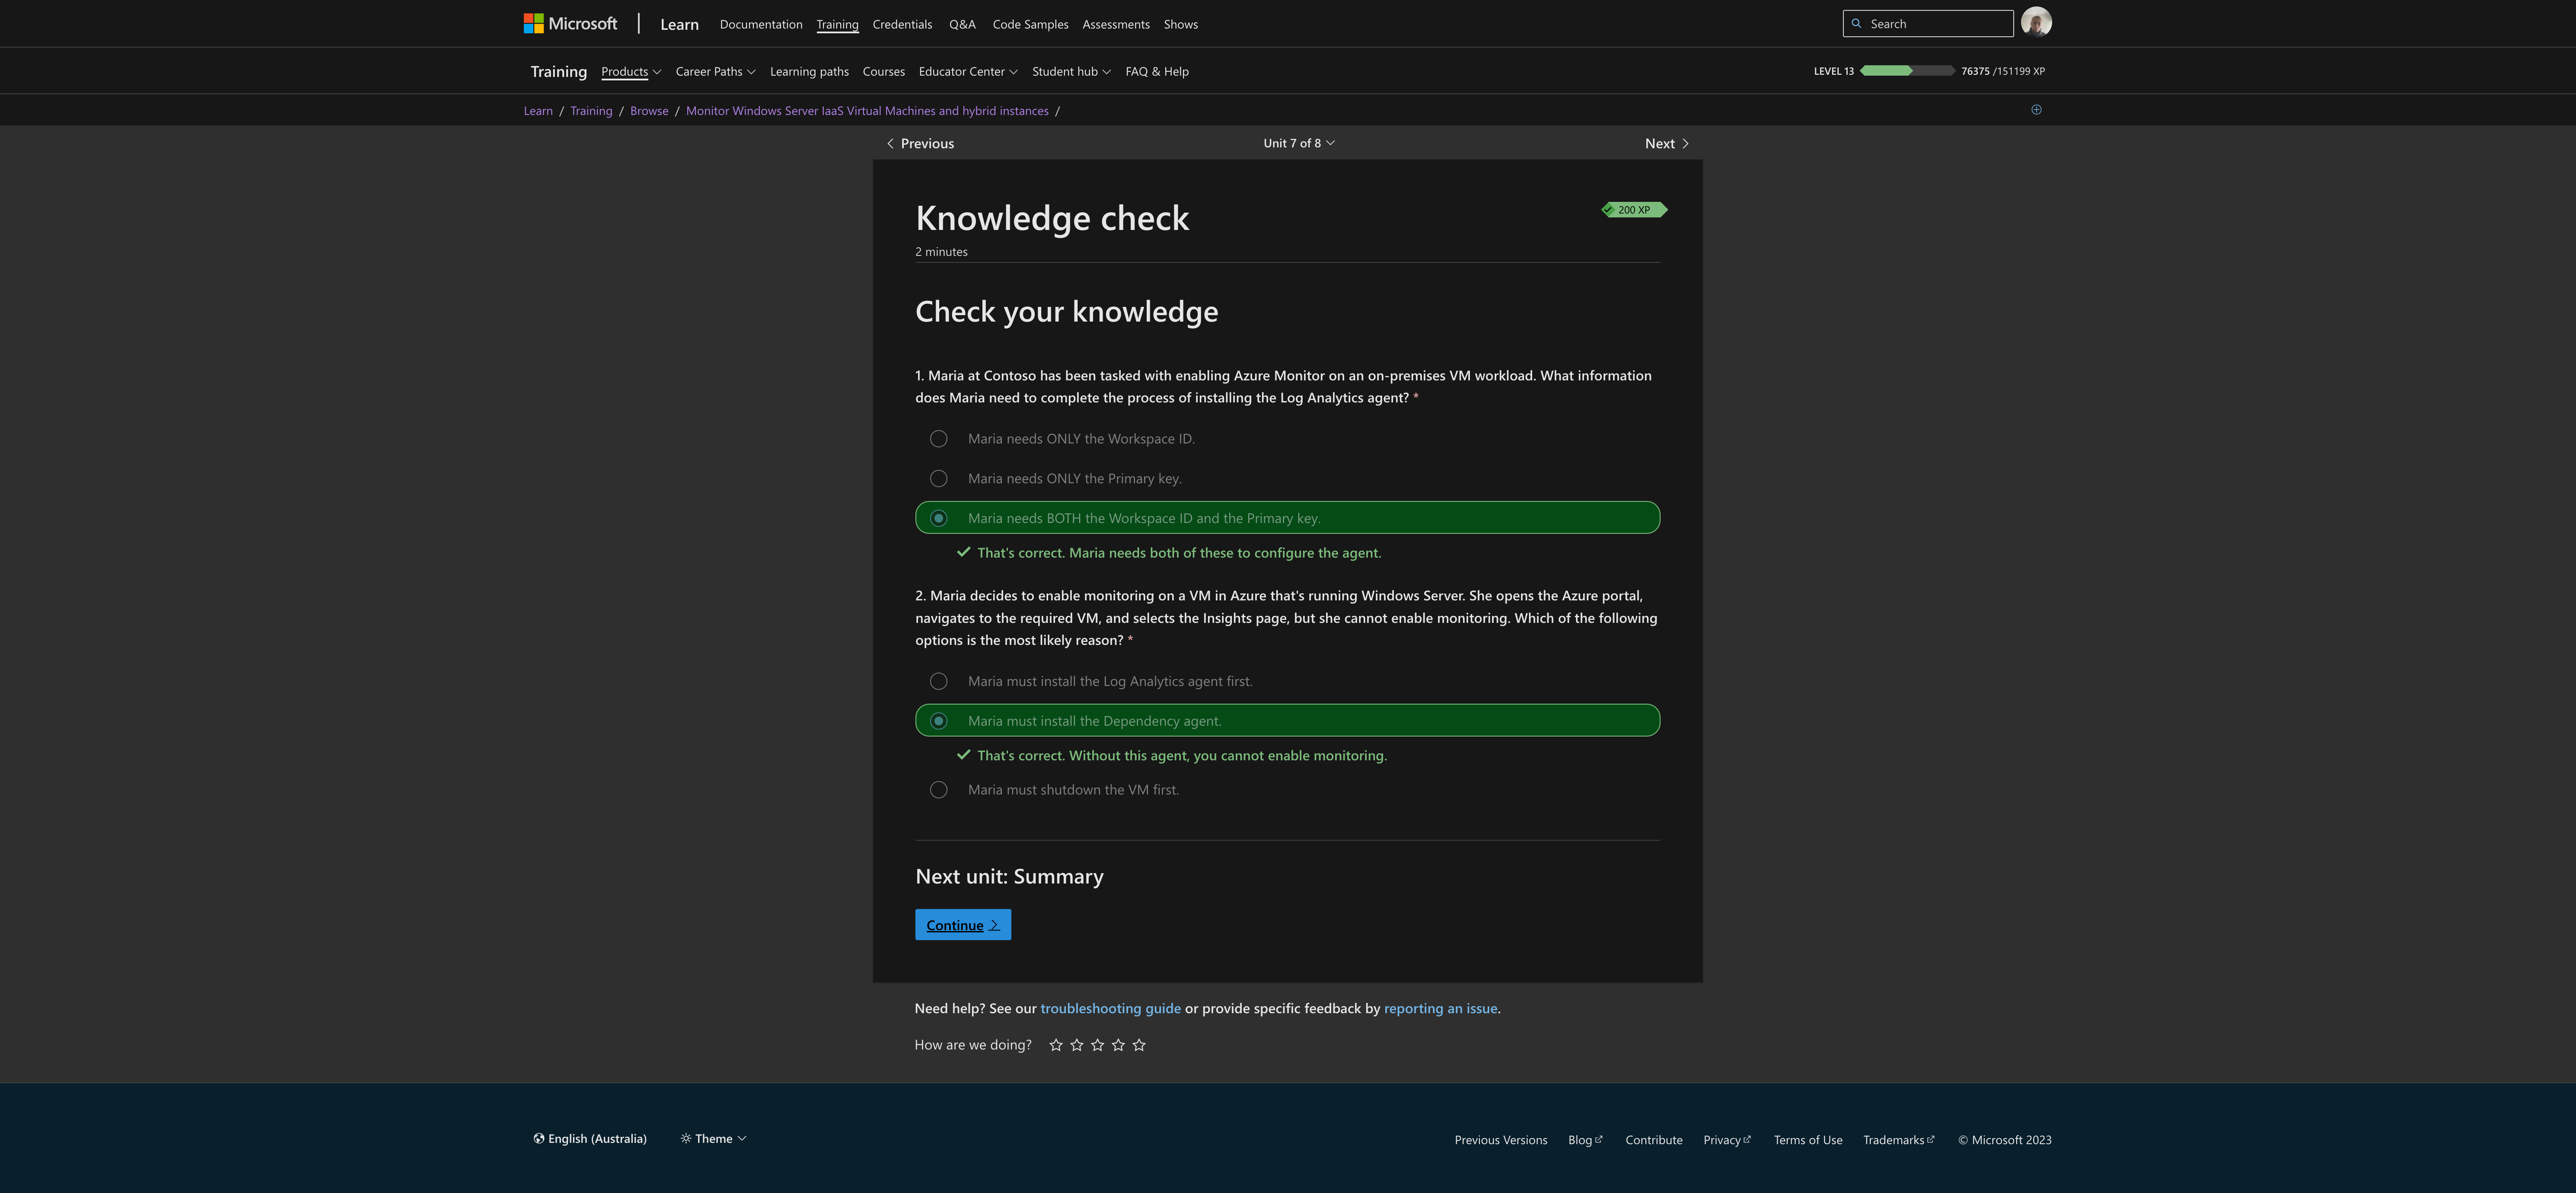 Microsoft
Learn Documentation Training Credentials Q&A Code Samples Assessments Shows Search
Training Products Career Paths Learning paths Courses Educator Center Student hub FAQ & Help LEVEL 13 76375 /151199 XP
Learn / Training / Browse / Monitor Windows Server IaaS Virtual Machines and hybrid instances /
Previous Unit 7 of 8 Next
Knowledge check
200 XP
2 minutes
Check your knowledge
1. Maria at Contoso has been tasked with enabling Azure Monitor on an on-premises VM workload. What information
does Maria need to complete the process of installing the Log Analytics agent? *
Maria needs ONLY the Workspace ID.
Maria needs ONLY the Primary key.
Maria needs BOTH the Workspace ID and the Primary key.
That's correct. Maria needs both of these to configure the agent.
2. Maria decides to enable monitoring on a VM in Azure that's running Windows Server. She opens the Azure portal,
navigates to the required VM, and selects the Insights page, but she cannot enable monitoring. Which of the following
options is the most likely reason? *
Maria must install the Log Analytics agent first.
Maria must install the Dependency agent.
That's correct. Without this agent, you cannot enable monitoring.
Maria must shutdown the VM first.
Next unit: Summary
Continue
Need help? See our troubleshooting guide or provide specific feedback by reporting an issue.
How are we doing?
English (Australia) Theme Previous Versions Blog Contribute Privacy Terms of Use Trademarks © Microsoft 2023